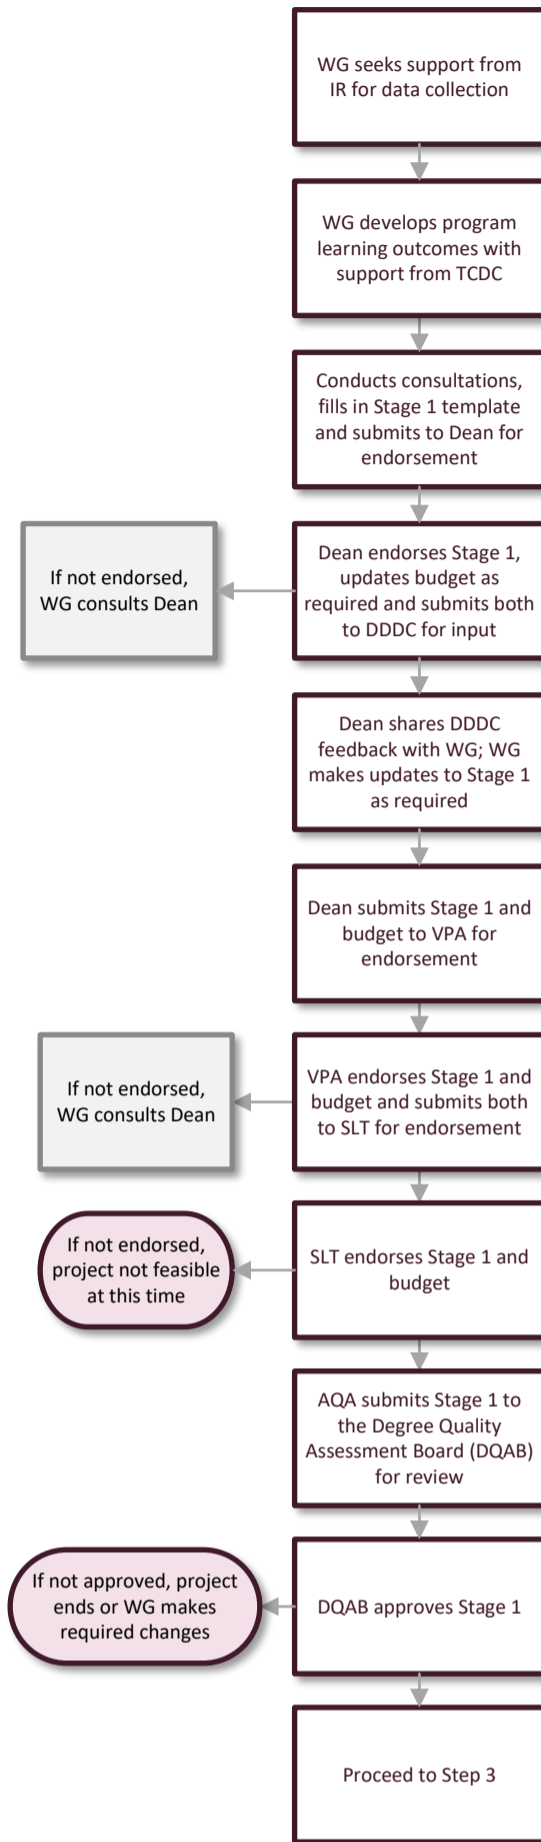 WG seeks support from
IR for data collection
WG develops program
learning outcomes with
support from TCDC
Conducts consultations,
fills in Stage 1 template
and submits to Dean for
endorsement
If not endorsed,
WG consults Dean
Dean endorses Stage 1,
updates budget as
required and submits both
to DDDC for input
Dean shares DDDC
feedback with WG; WG
makes updates to Stage 1
as required
Dean submits Stage 1 and
budget to VPA for
endorsement
If not endorsed,
WG consults Dean
VPA endorses Stage 1 and
budget and submits both
to SLT for endorsement
If not endorsed,
project not feasible
at this time
SLT endorses Stage 1 and
budget
AQA submits Stage 1 to
the Degree Quality
Assessment Board (DQAB)
for review
If not approved, project
ends or WG makes
required changes
DQAB approves Stage 1
Proceed to Step 3